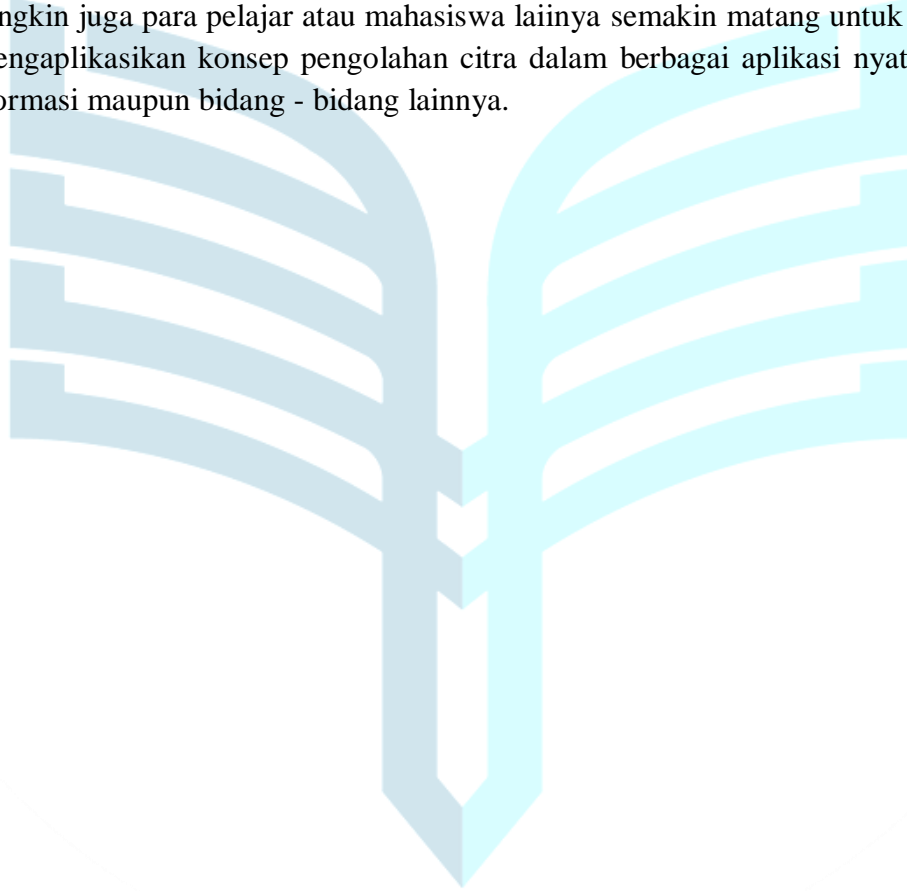 ngkin juga para pelajar atau mahasiswa laiinya semakin matang untuk
engaplikasikan konsep pengolahan citra dalam berbagai aplikasi nyat
ormasi maupun bidang - bidang lainnya.